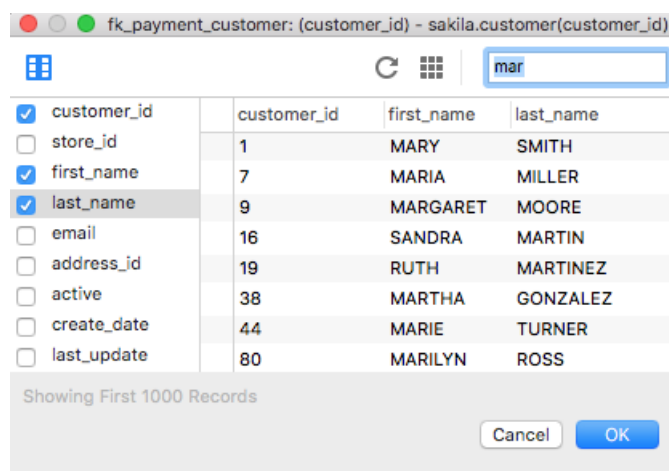 fk_payment_customer: (customer_id) - sakila.customer(customer_id)
mar
customer_id
store_id
first_name
last_name
email
address_id
active
create_date
last_update
customer_id first_name last_name
1 MARY SMITH
7 MARIA MILLER
9 MARGARET MOORE
16 SANDRA MARTIN
19 RUTH MARTINEZ
38 MARTHA GONZALEZ
44 MARIE TURNER
80 MARILYN ROSS
Showing First 1000 Records
Cancel OK